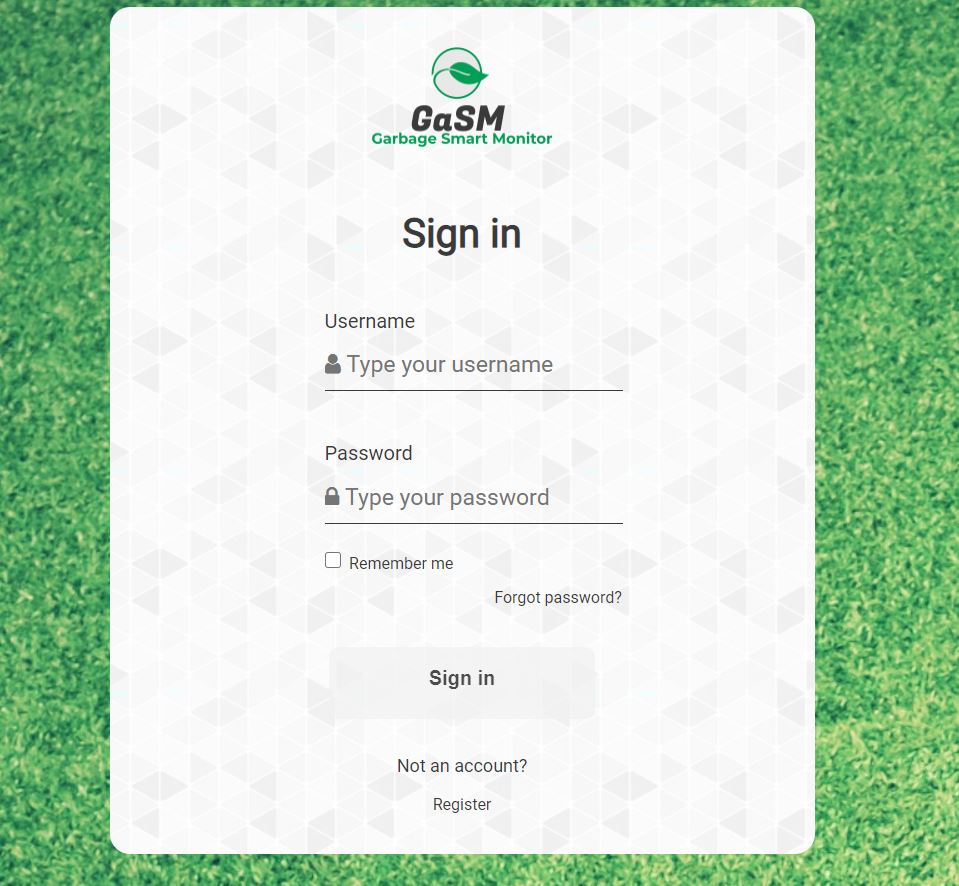 GaSM
Garbage Smart Monitor
Sign in
Username
Type your username
Password
Type your password
Remember me
Forgot password?
Sign in
Not an account?
Register